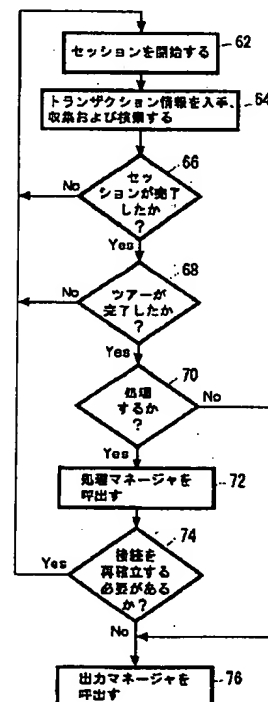 セッションを開始する
62
トランザクション情報を入手、
収集および検索する
64
66
セッ
ションが完了
したか
?
No
Yes
68
ツアーが
完了したか
?
No
Yes
70
処理
するか
?
No
Yes
処理マネージャを
呼出す
72
74
接続を
再確立する
必要がある
か?
Yes
No
出力マネージャを
呼出す
76